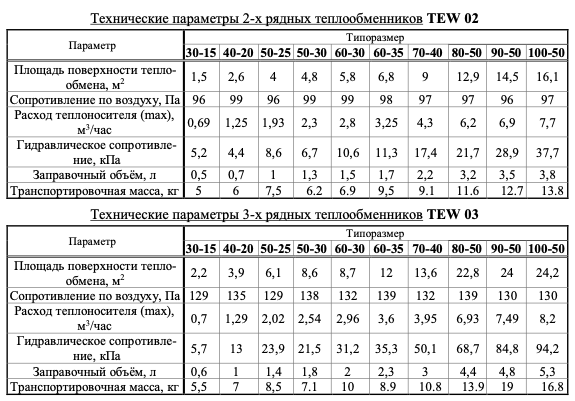 Технические параметры 2-х рядных теплообменников TEW 02
Параметр Типоразмер
30-15 40-20 50-25 50-30 60-30 60-35 70-40 80-50 90-50 100-50
Площадь поверхности тепло-
обмена, м2 1,5 2,6 4 4,8 5,8 6,8 9 12,9 14,5 16,1
Сопротивление по воздуху, Па 96 99 96 99 99 98 97 97 96 97
Расход теплоносителя (max),
м3/час 0,69 1,25 1,93 2,3 2,8 3,25 4,3 6,2 6,9 7,7
Гидравлическое сопротивле-
ние, кПа 5,2 4,4 8,6 6,7 10,6 11,3 17,4 21,7 28,9 37,7
Заправочный объём, л 0,5 0,7 1 1,3 1,5 1,7 2,2 3,2 3,5 3,8
Транспортировочная масса, кг 5 6 7,5 6.2 6.9 9,5 9.1 11.6 12.7 13.8
Технические параметры 3-х рядных теплообменников TEW 03
Параметр Типоразмер
30-15 40-20 50-25 50-30 60-30 60-35 70-40 80-50 90-50 100-50
Площадь поверхности тепло-
обмена, м2 2,2 3,9 6,1 8,6 8,7 12 13,6 22,8 24 24,2
Сопротивление по воздуху, Па 129 135 129 138 132 139 132 139 130 130
Расход теплоносителя (max),
м3/час 0,7 1,29 2,02 2,54 2,96 3,6 3,95 6,93 7,49 8,2
Гидравлическое сопротивле-
ние, кПа 5,7 13 23,9 21,5 31,2 35,3 50,1 68,7 84,8 94,2
Заправочный объём, л 0,6 1 1,4 1,8 2 2,3 3 4,4 4,8 5,3
Транспортировочная масса, кг 5,5 7 8,5 7.1 10 8.9 10.8 13.9 19 16.8